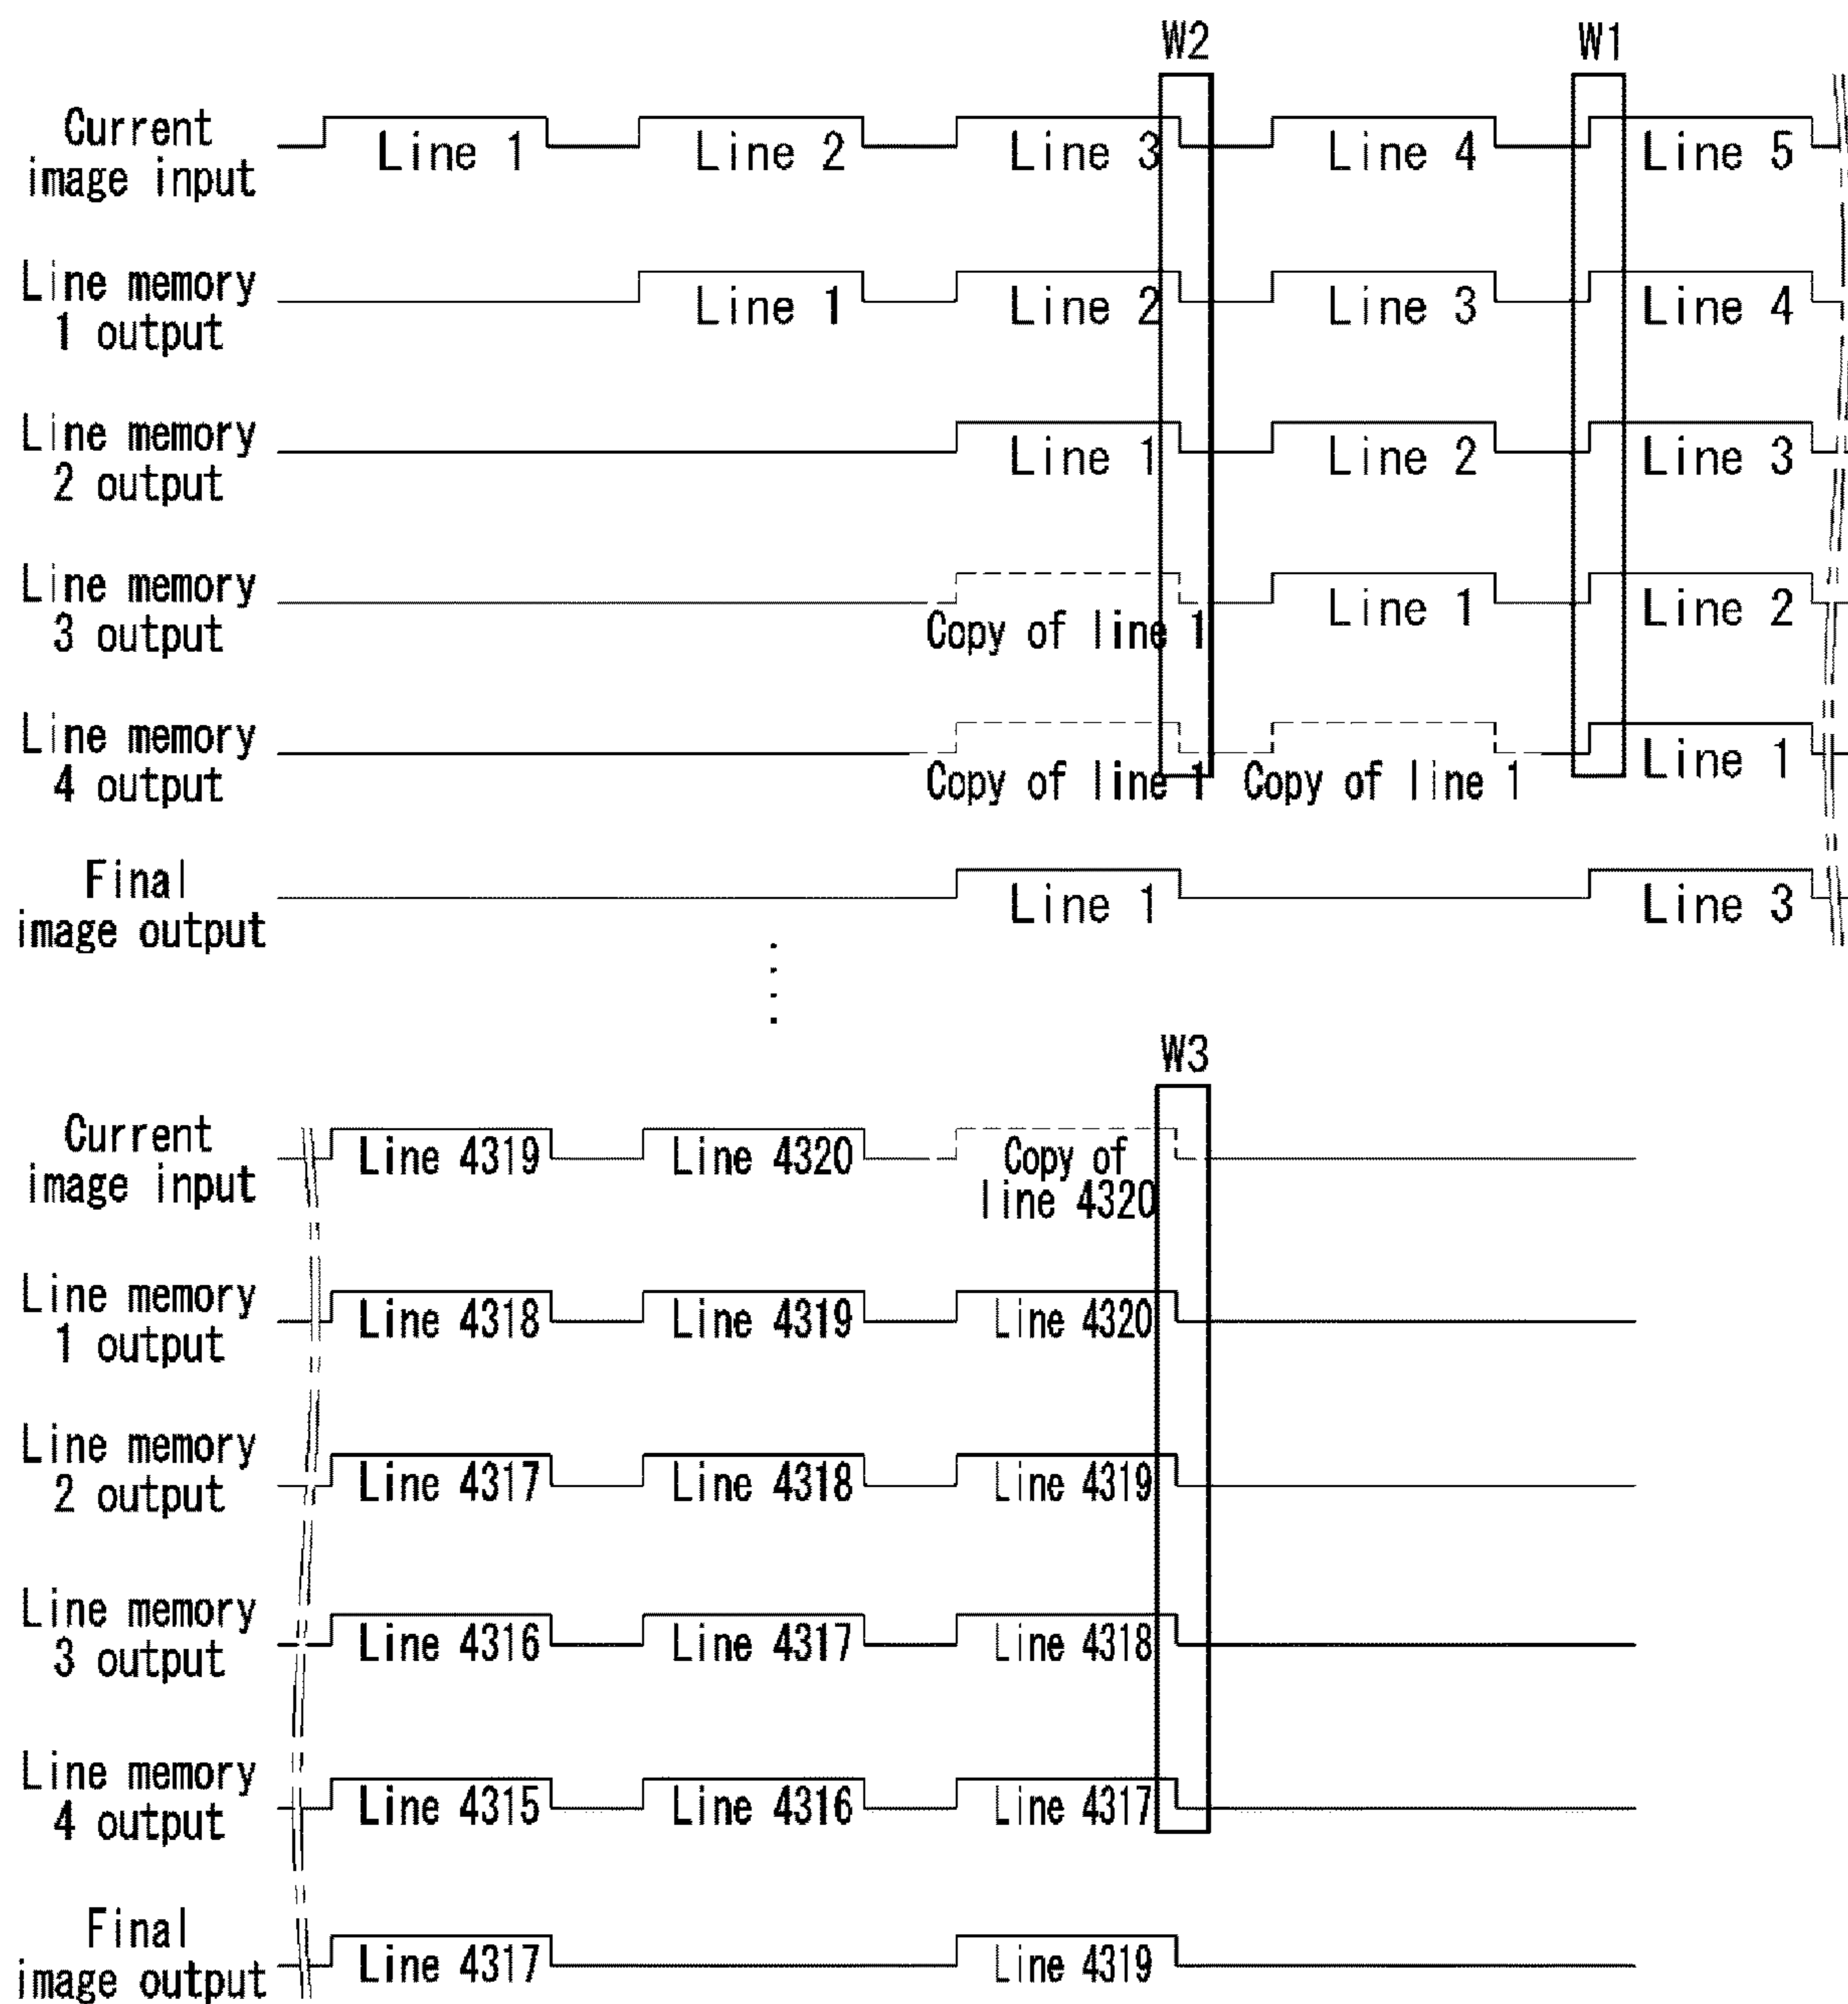 W2 W1
Current image input Line 1 Line 2 Line 3 Line 4 Line 5
Line memory 1 output Line 1 Line 2 Line 3 Line 4
Line memory 2 output Line 1 Line 2 Line 3
Line memory 3 output Copy of line 1 Line 1 Line 2
Line memory 4 output Copy of line 1 Copy of line 1 Line 1
Final image output Line 1 Line 3
W3
Current image input Line 4319 Line 4320 Copy of line 4320
Line memory 1 output Line 4318 Line 4319 Line 4320
Line memory 2 output Line 4317 Line 4318 Line 4319
Line memory 3 output Line 4316 Line 4317 Line 4318
Line memory 4 output Line 4315 Line 4316 Line 4317
Final image output Line 4317 Line 4319